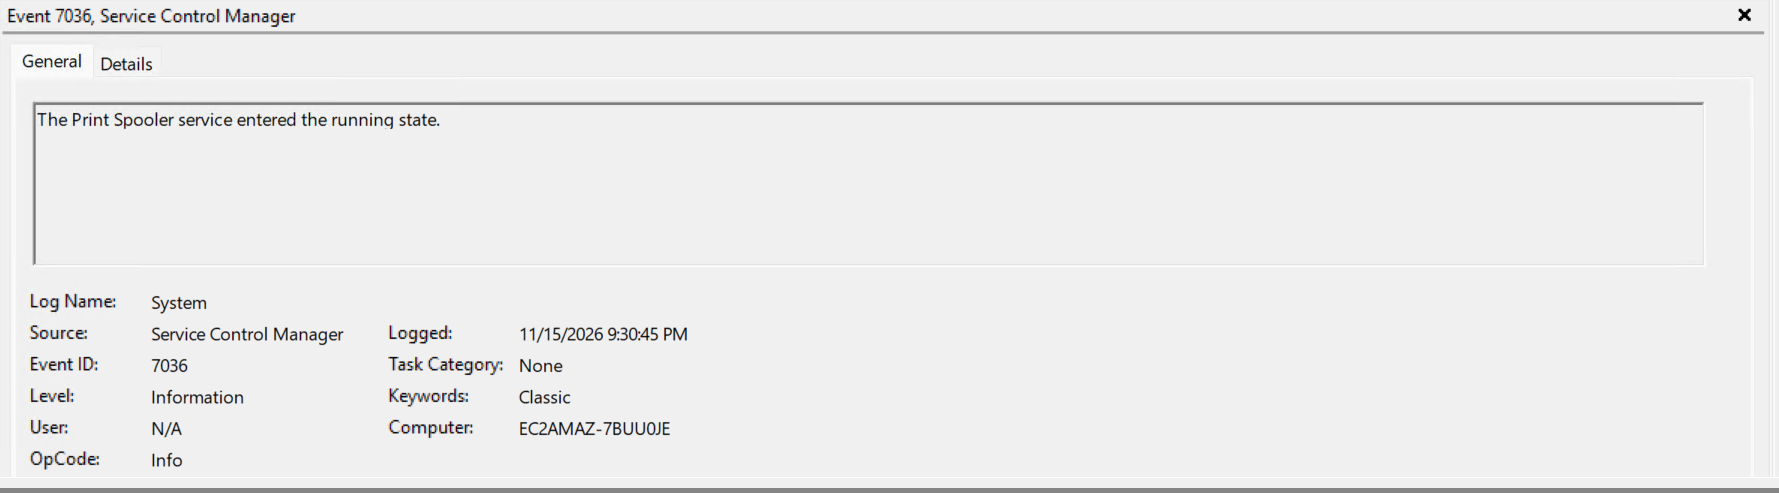 Event 7036, Service Control Manager
General Details
The Print Spooler service entered the running state.
Log Name: System
Source: Service Control Manager Logged: 11/15/2026 9:30:45 PM
Event ID: 7036 Task Category: None
Level: Information Keywords: Classic
User: N/A Computer: EC2AMAZ-7BUU0JE
OpCode: Info